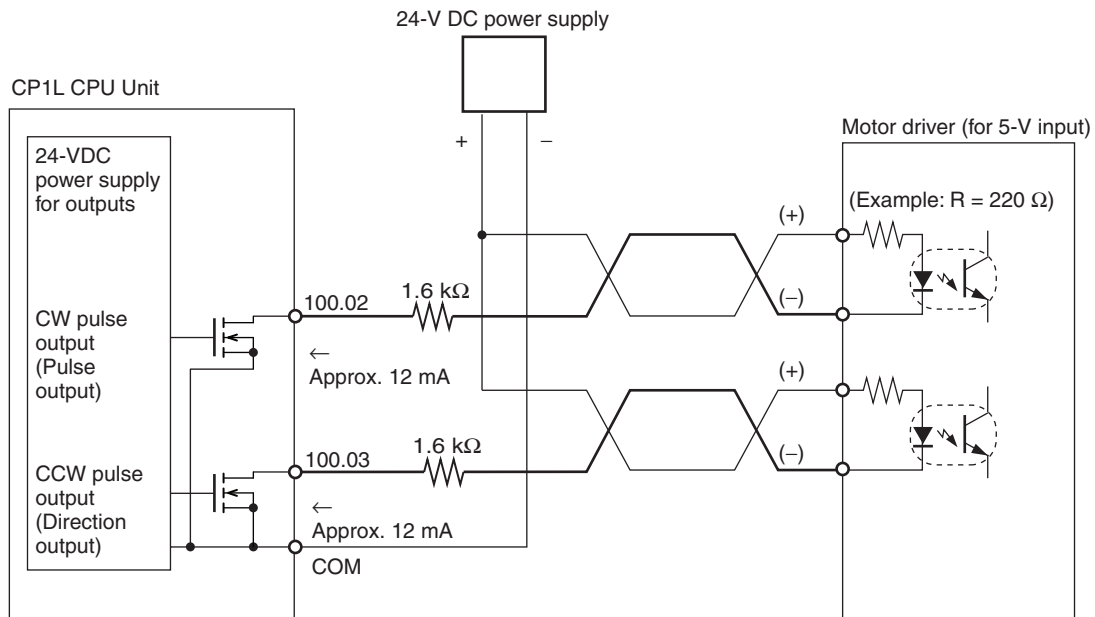 24-V DC power supply
CP1L CPU Unit
Motor driver (for 5-V input)
+
−
24-VDC
power supply
for outputs
(Example: R = 220 Ω)
(+)
(−)
100.02
1.6 kΩ
CW pulse
output
(Pulse
output)
←
Approx. 12 mA
(+)
(−)
100.03
1.6 kΩ
CCW pulse
output
(Direction
output)
←
Approx. 12 mA
COM